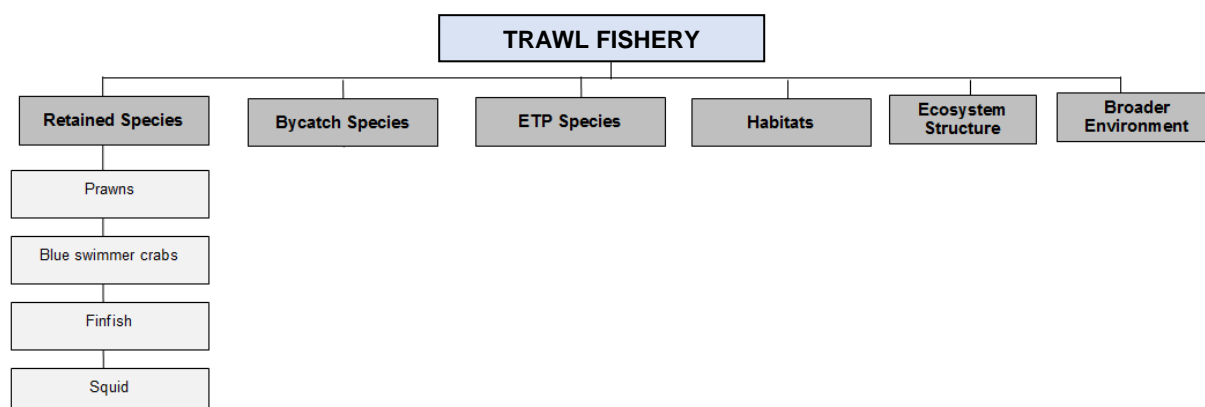 TRAWL FISHERY
Retained Species
Bycatch Species
ETP Species
Habitats
Ecosystem
Structure
Broader
Environment
Prawns
Blue swimmer crabs
Finfish
Squid